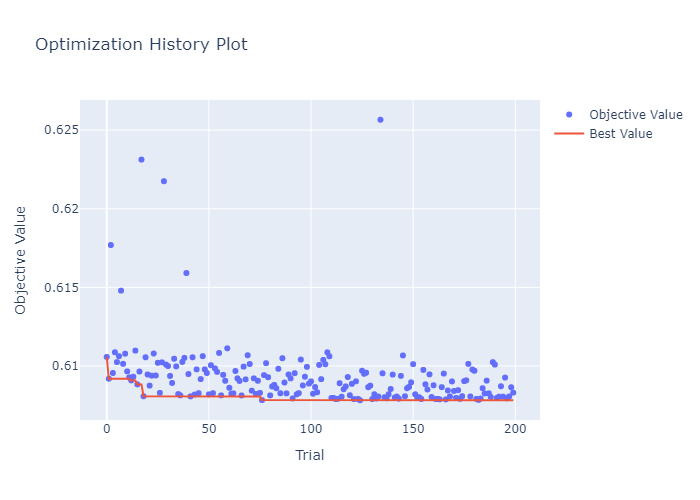 Optimization History Plot
Objective Value
Best Value
0.625
0.62
0.615
0.61
Objective Value
0
50
100
150
200
Trial